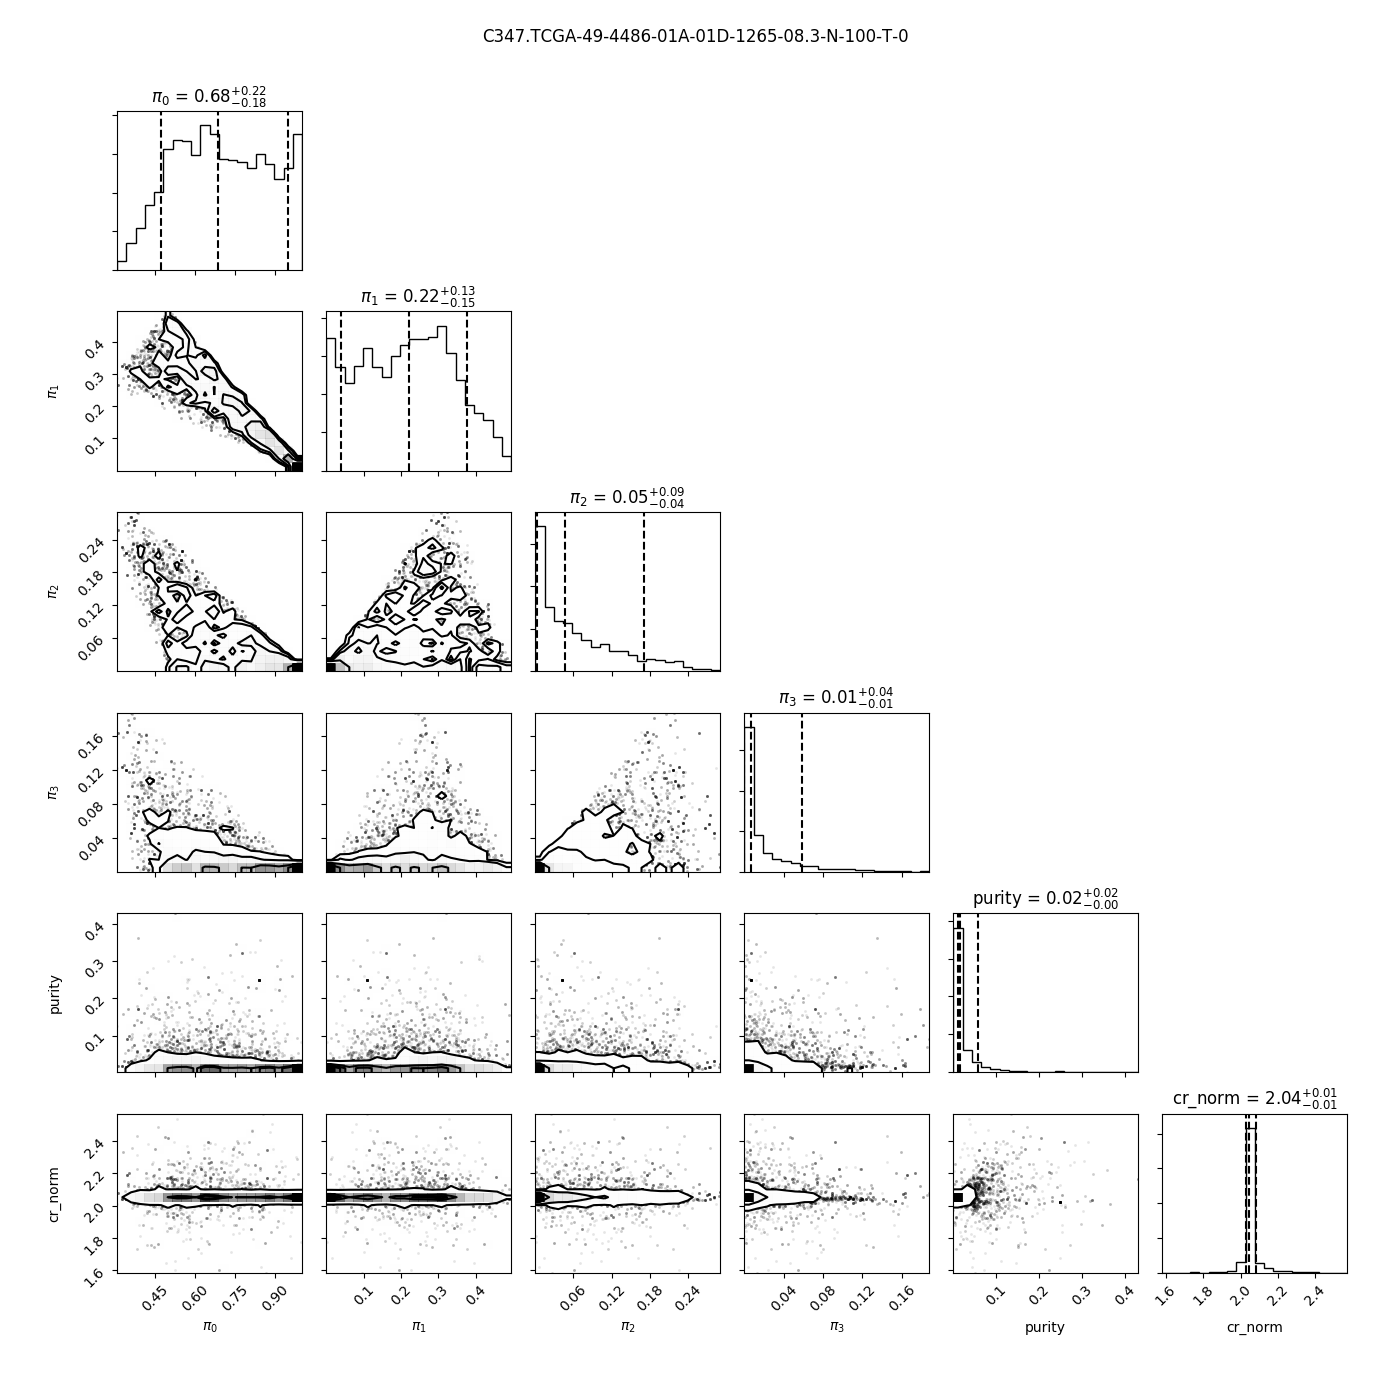 C347.TCGA-49-4486-01A-01D-1265-08.3-N-100-T-0
π₀ = 0.68+0.22−0.18
π₁ = 0.22+0.13−0.15
π₁
0.4
0.3
0.2
0.1
π₂ = 0.05+0.09−0.04
π₂
0.24
0.18
0.12
0.06
π₃ = 0.01+0.04−0.01
π₃
0.16
0.12
0.08
0.04
purity = 0.02+0.02−0.00
purity
0.4
0.3
0.2
0.1
cr_norm = 2.04+0.01−0.01
cr_norm
2.4
2.2
2.0
1.8
1.6
0.45 0.60 0.75 0.90
0.1 0.2 0.3 0.4
0.06 0.12 0.18 0.24
0.04 0.08 0.12 0.16
0.1 0.2 0.3 0.4
1.6 1.8 2.0 2.2 2.4
π₀ π₁ π₂ π₃ purity cr_norm